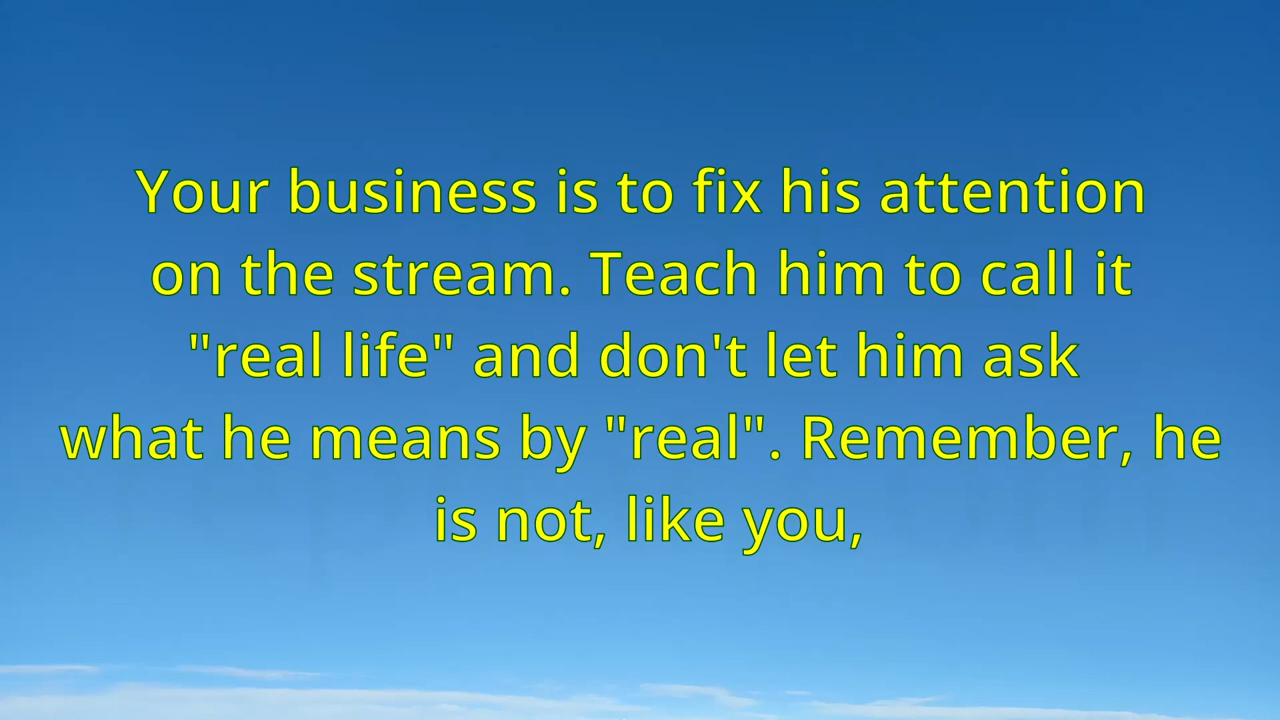 Your business is to fix his attention
on the stream. Teach him to call it
"real life" and don't let him ask
what he means by "real". Remember, he
is not, like you,